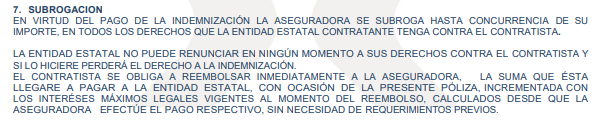 7. SUBROGACION
EN VIRTUD DEL PAGO DE LA INDEMNIZACIÓN LA ASEGURADORA SE SUBROGA HASTA CONCURRENCIA DE SU
IMPORTE, EN TODOS LOS DERECHOS QUE LA ENTIDAD ESTATAL CONTRATANTE TENGA CONTRA EL CONTRATISTA.
LA ENTIDAD ESTATAL NO PUEDE RENUNCIAR EN NINGÚN MOMENTO A SUS DERECHOS CONTRA EL CONTRATISTA Y
SI LO HICIERE PERDERÁ EL DERECHO A LA INDEMNIZACIÓN.
EL CONTRATISTA SE OBLIGA A REEMBOLSAR INMEDIATAMENTE A LA ASEGURADORA, LA SUMA QUE ÉSTA
LLEGARE A PAGAR A LA ENTIDAD ESTATAL, CON OCASIÓN DE LA PRESENTE PÓLIZA, INCREMENTADA CON
LOS INTERÉSES MÁXIMOS LEGALES VIGENTES AL MOMENTO DEL REEMBOLSO, CALCULADOS DESDE QUE LA
ASEGURADORA EFECTÚE EL PAGO RESPECTIVO, SIN NECESIDAD DE REQUERIMIENTOS PREVIOS.